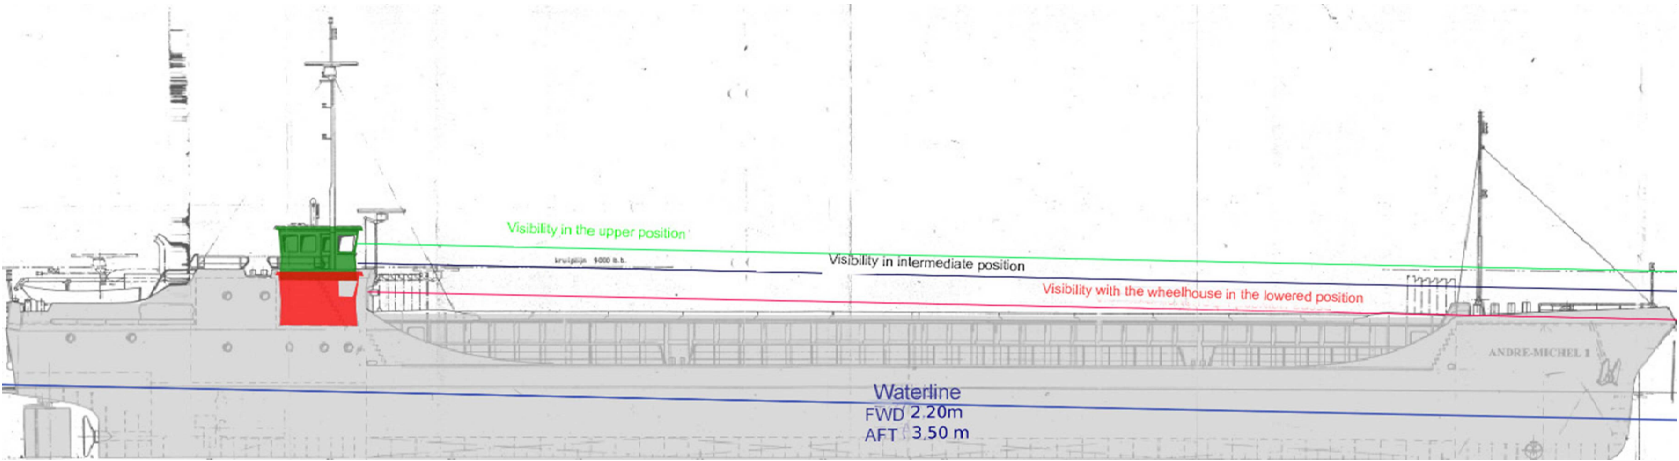 Visibility in the upper position
Visibility in intermediate position
Visibility with the wheelhouse in the lowered position
ANDRE-MICHEL 1
Waterline
FWD 2.20m
AFT 3.50 m